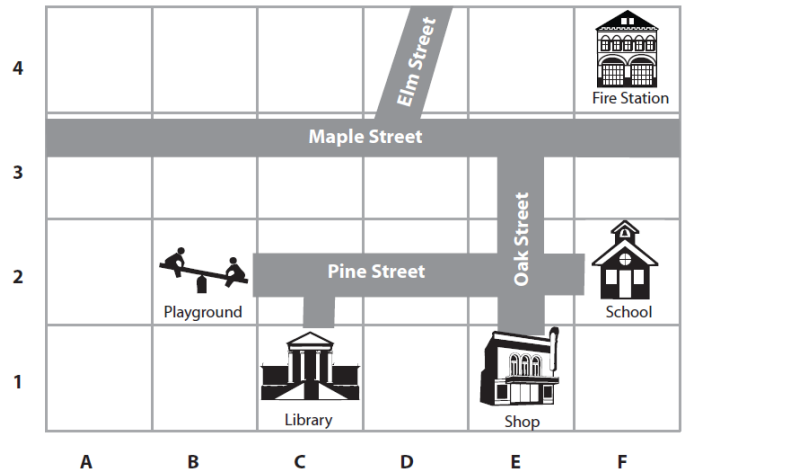 4
Elm Street
Fire Station
Maple Street
3
Oak Street
2
Pine Street
Playground
School
1
Library
Shop
A B C D E F